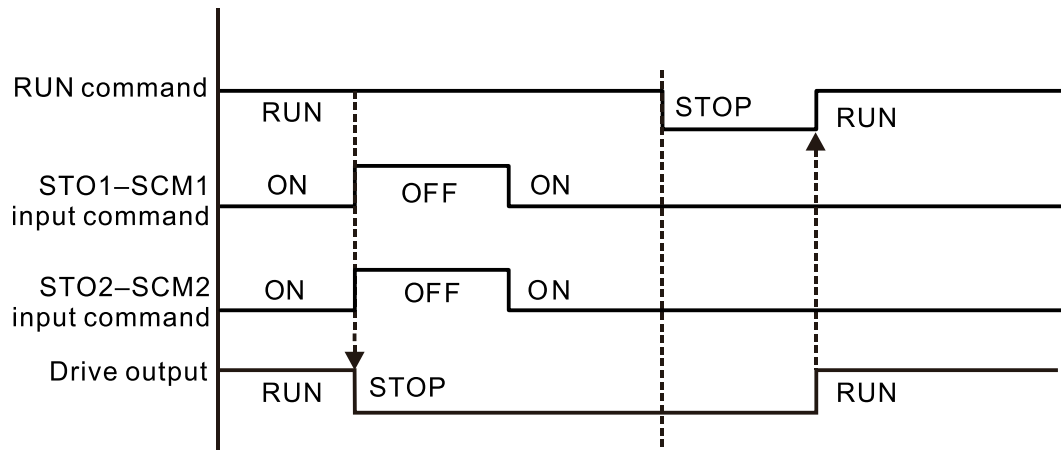 RUN command
RUN
STOP
RUN
STO1–SCM1
input command
ON
OFF
ON
STO2–SCM2
input command
ON
OFF
ON
Drive output
RUN
STOP
RUN